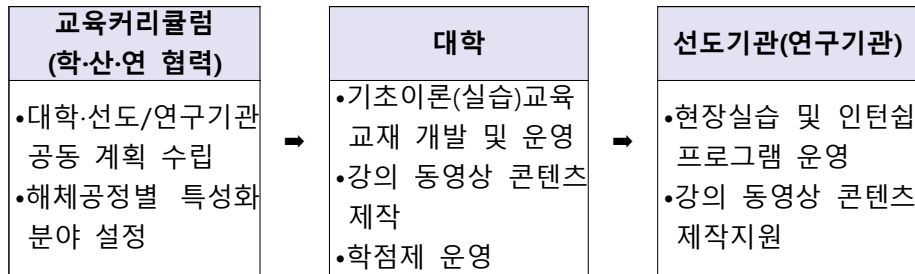 교육커리큘럼
(학·산·연 협력)
•대학·선도/연구기관
공동 계획 수립
•해체공정별 특성화
분야 설정
➡
대학
•기초이론(실습)교육
교재 개발 및 운영
•강의 동영상 콘텐츠
제작
•학점제 운영
➡
선도기관(연구기관)
•현장실습 및 인턴쉽
프로그램 운영
•강의 동영상 콘텐츠
제작지원